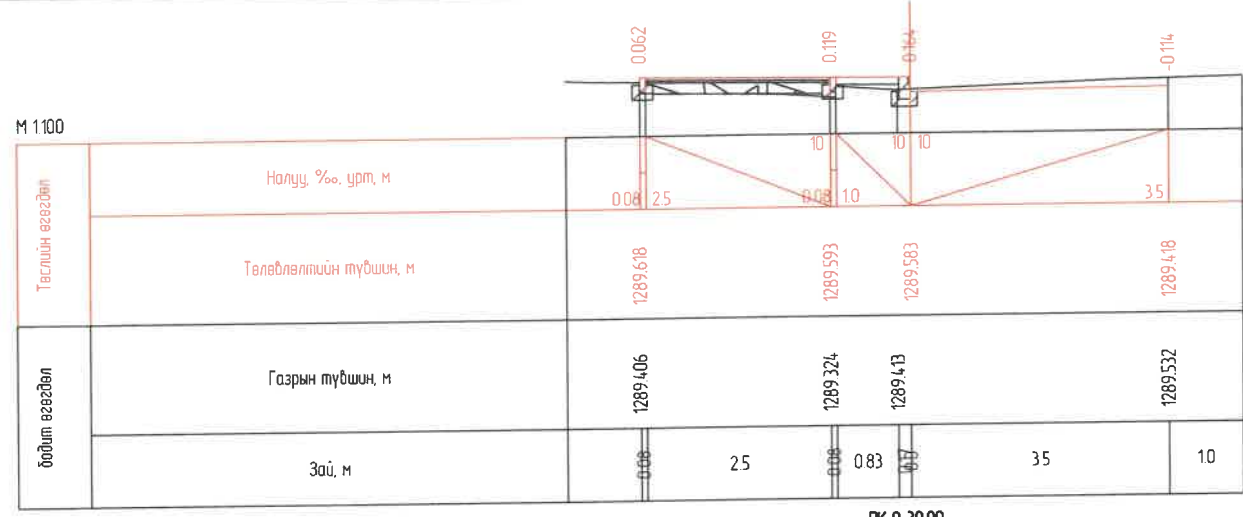 0.062 0.119 0.164 -0.114
М 1:100
Төслийн өгөгдөл
Налуу, ‰, урт, м
10 10 10
0.08 2.5 0.08 1.0 3.5
Төлөвлөлтийн түвшин, м
1289.618 1289.593 1289.583 1289.418
бодит өгөгдөл
Газрын түвшин, м
1289.406 1289.324 1289.413 1289.532
Зай, м
0.08 2.5 0.08 0.83 3.5 1.0